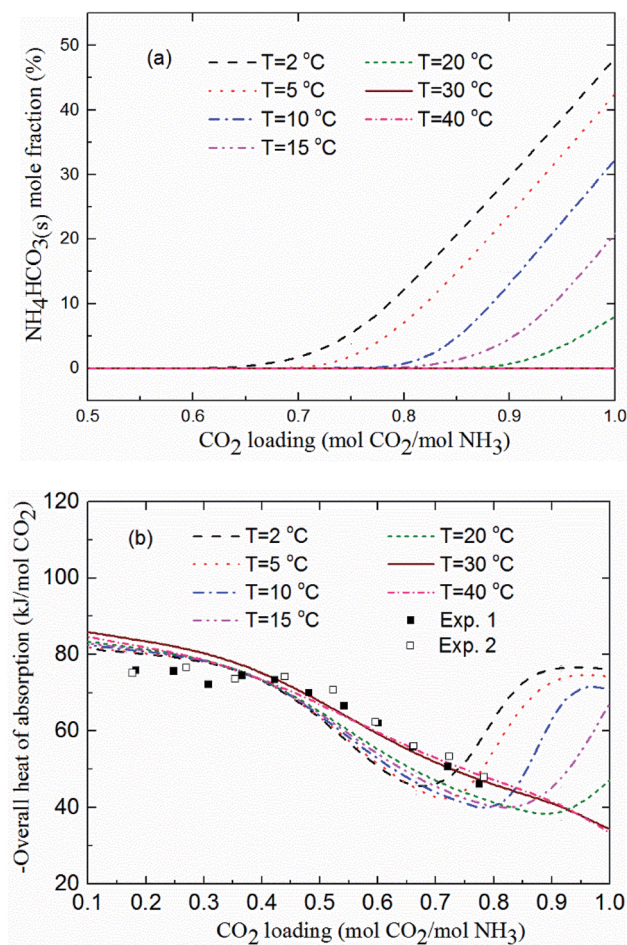 (a)
T=2 °C
T=5 °C
T=10 °C
T=15 °C
T=20 °C
T=30 °C
T=40 °C
NH4HCO3(s) mole fraction (%)
50
40
30
20
10
0
0.5 0.6 0.7 0.8 0.9 1.0
CO2 loading (mol CO2/mol NH3)
(b)
T=2 °C
T=5 °C
T=10 °C
T=15 °C
T=20 °C
T=30 °C
T=40 °C
Exp. 1
Exp. 2
-Overall heat of absorption (kJ/mol CO2)
120
100
80
60
40
20
0.1 0.2 0.3 0.4 0.5 0.6 0.7 0.8 0.9 1.0
CO2 loading (mol CO2/mol NH3)